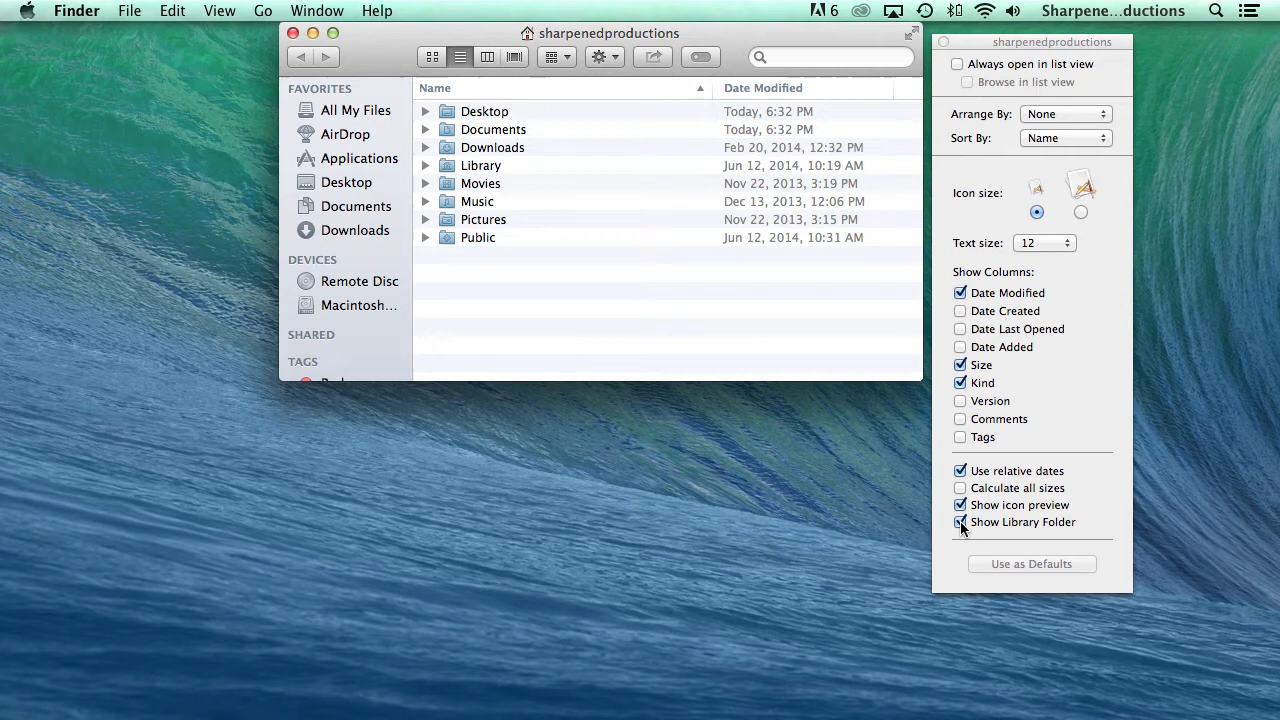 Finder File Edit View Go Window Help 6 Sharpene...ductions
sharpenedproductions
FAVORITES
All My Files
AirDrop
Applications
Desktop
Documents
Downloads
DEVICES
Remote Disc
Macintosh...
SHARED
TAGS
Name Date Modified
Desktop Today, 6:32 PM
Documents Today, 6:32 PM
Downloads Feb 20, 2014, 12:32 PM
Library Jun 12, 2014, 10:19 AM
Movies Nov 22, 2013, 3:19 PM
Music Dec 13, 2013, 12:06 PM
Pictures Nov 22, 2013, 3:15 PM
Public Jun 12, 2014, 10:31 AM
sharpenedproductions
Always open in list view
Browse in list view
Arrange By: None
Sort By: Name
Icon size:
Text size: 12
Show Columns:
Date Modified
Date Created
Date Last Opened
Date Added
Size
Kind
Version
Comments
Tags
Use relative dates
Calculate all sizes
Show icon preview
Show Library Folder
Use as Defaults